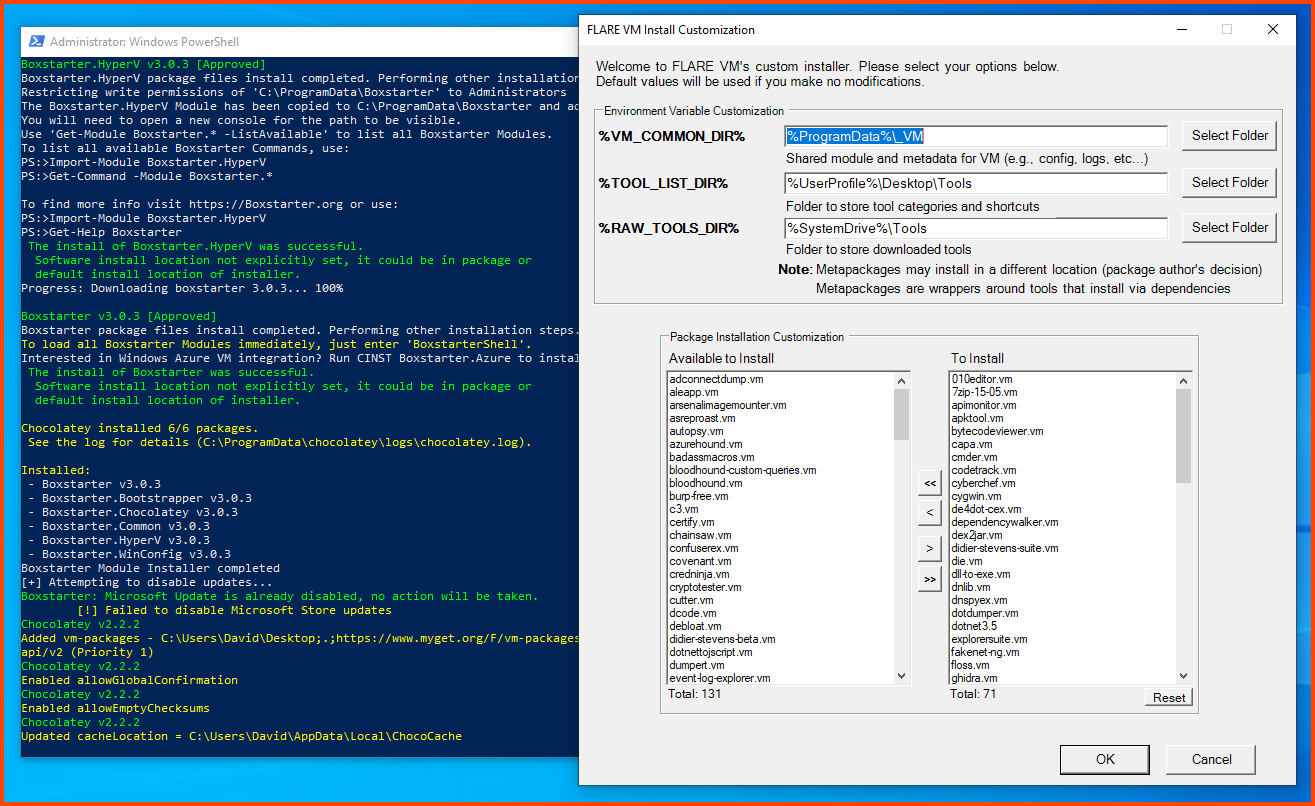 Administrator: Windows PowerShell
Boxstarter.HyperV v3.0.3 [Approved]
Boxstarter.HyperV package files install completed. Performing other installation
Restricting write permissions of 'C:\ProgramData\Boxstarter' to Administrators
The Boxstarter.HyperV Module has been copied to C:\ProgramData\Boxstarter and ad
You will need to open a new console for the path to be visible.
Use 'Get-Module Boxstarter.* -ListAvailable' to list all Boxstarter Modules.
To list all available Boxstarter Commands, use:
PS:>Import-Module Boxstarter.HyperV
PS:>Get-Command -Module Boxstarter.*
To find more info visit https://Boxstarter.org or use:
PS:>Import-Module Boxstarter.HyperV
PS:>Get-Help Boxstarter
The install of Boxstarter.HyperV was successful.
Software install location not explicitly set, it could be in package or
default install location of installer.
Progress: Downloading boxstarter 3.0.3... 100%
Boxstarter v3.0.3 [Approved]
Boxstarter package files install completed. Performing other installation steps.
To load all Boxstarter Modules immediately, just enter 'BoxstarterShell'.
Interested in Windows Azure VM integration? Run CINST Boxstarter.Azure to instal
The install of Boxstarter was successful.
Software install location not explicitly set, it could be in package or
default install location of installer.
Chocolatey installed 6/6 packages.
See the log for details (C:\ProgramData\chocolatey\logs\chocolatey.log).
Installed:
- Boxstarter v3.0.3
- Boxstarter.Bootstrapper v3.0.3
- Boxstarter.Chocolatey v3.0.3
- Boxstarter.Common v3.0.3
- Boxstarter.HyperV v3.0.3
- Boxstarter.WinConfig v3.0.3
Boxstarter Module Installer completed
[+] Attempting to disable updates...
Boxstarter: Microsoft Update is already disabled, no action will be taken.
[!] Failed to disable Microsoft Store updates
Chocolatey v2.2.2
Added vm-packages - C:\Users\David\Desktop;.;https://www.myget.org/F/vm-packages
api/v2 (Priority 1)
Chocolatey v2.2.2
Enabled allowGlobalConfirmation
Chocolatey v2.2.2
Enabled allowEmptyChecksums
Chocolatey v2.2.2
Updated cacheLocation = C:\Users\David\AppData\Local\ChocoCache
FLARE VM Install Customization
Welcome to FLARE VM's custom installer. Please select your options below.
Default values will be used if you make no modifications.
Environment Variable Customization
%VM_COMMON_DIR%
%ProgramData%\_VM
Select Folder
Shared module and metadata for VM (e.g., config, logs, etc...)
%TOOL_LIST_DIR%
%UserProfile%\Desktop\Tools
Select Folder
Folder to store tool categories and shortcuts
%RAW_TOOLS_DIR%
%SystemDrive%\Tools
Select Folder
Folder to store downloaded tools
Note: Metapackages may install in a different location (package author's decision)
Metapackages are wrappers around tools that install via dependencies
Package Installation Customization
Available to Install
adconnectdump.vm
aleapp.vm
arsenalimagemounter.vm
asreproast.vm
autopsy.vm
azurehound.vm
badassmacros.vm
bloodhound-custom-queries.vm
bloodhound.vm
burp-free.vm
c3.vm
certify.vm
chainsaw.vm
confuserex.vm
covenant.vm
credninja.vm
cryptotester.vm
cutter.vm
dcode.vm
debloat.vm
didier-stevens-beta.vm
dotnettojscript.vm
dumpert.vm
event-log-explorer.vm
Total: 131
<<
<
>
>>
To Install
010editor.vm
7zip-15-05.vm
apimonitor.vm
apktool.vm
bytecodeviewer.vm
capa.vm
cmder.vm
codetrack.vm
cyberchef.vm
cygwin.vm
de4dot-cex.vm
dependencywalker.vm
dex2jar.vm
didier-stevens-suite.vm
die.vm
dll-to-exe.vm
dnlib.vm
dnspyex.vm
dotdumper.vm
dotnet3.5
explorersuite.vm
fakenet-ng.vm
floss.vm
ghidra.vm
Total: 71
Reset
OK
Cancel